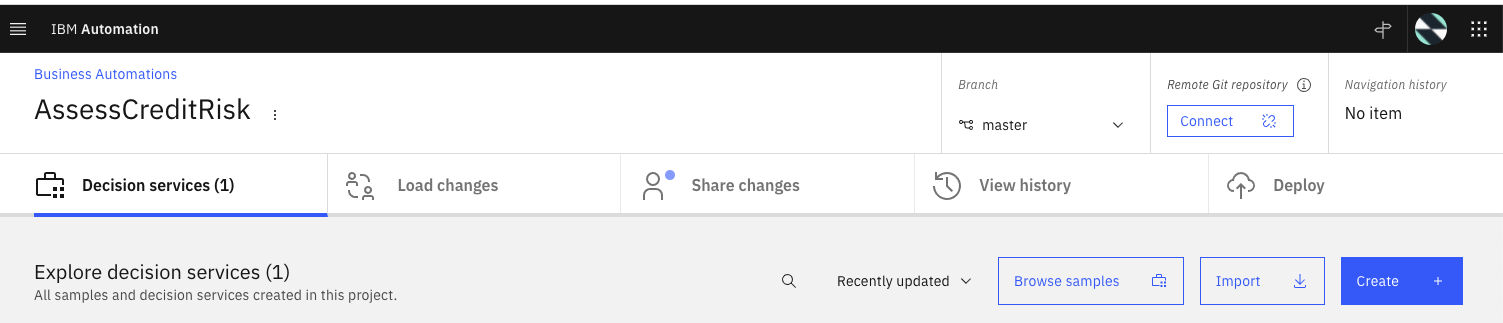 IBM Automation
Business Automations
AssessCreditRisk
Branch
master
Remote Git repository
Connect
Navigation history
No item
Decision services (1)
Load changes
Share changes
View history
Deploy
Explore decision services (1)
All samples and decision services created in this project.
Recently updated
Browse samples
Import
Create